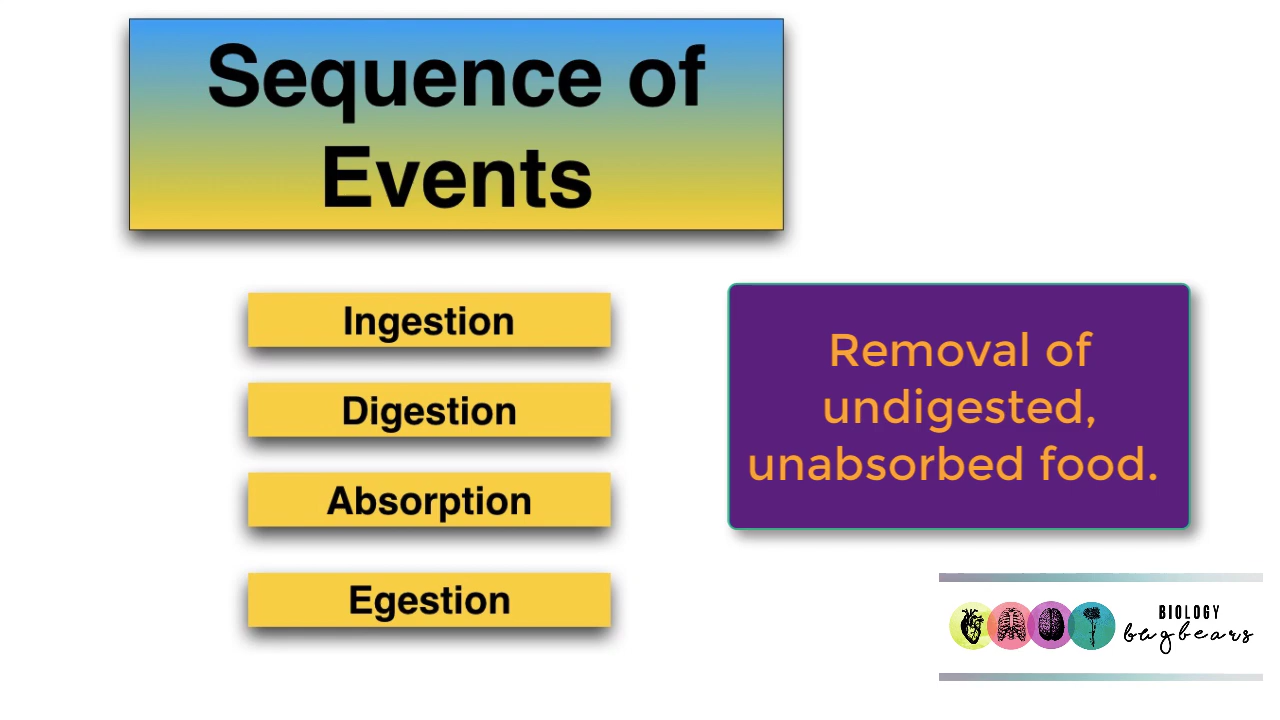 Sequence of
Events
Ingestion
Digestion
Absorption
Egestion
Removal of
undigested,
unabsorbed food.
BIOLOGY
bugbears